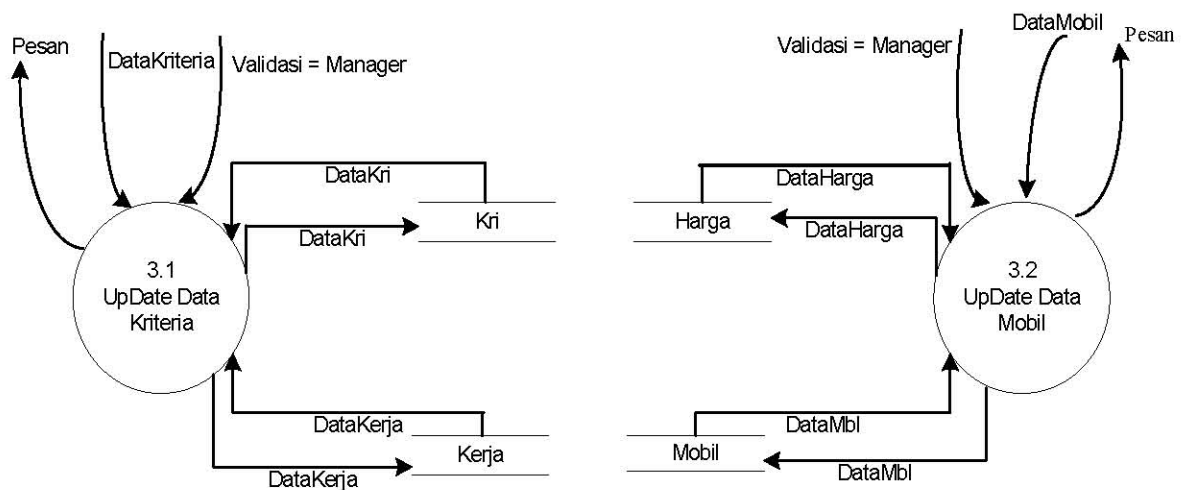 Pesan
DataKriteria
Validasi = Manager
DataKri
Kri
DataKri
3.1
UpDate Data
Kriteria
DataKerja
Kerja
DataKerja
Validasi = Manager
DataMobil
Pesan
DataHarga
Harga
DataHarga
3.2
UpDate Data
Mobil
DataMbl
Mobil
DataMbl